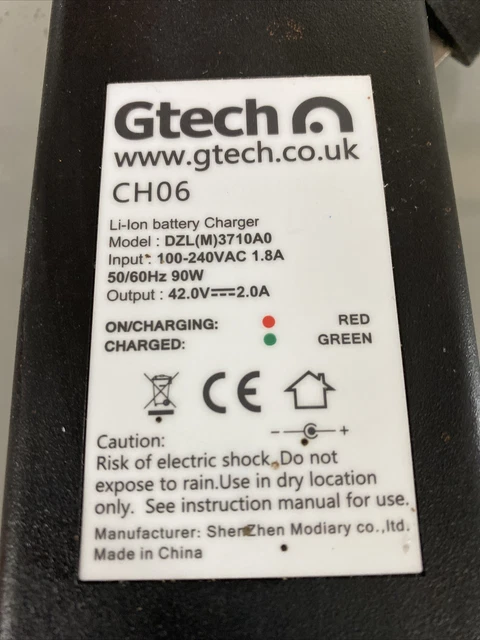 Gtech
www.gtech.co.uk
CH06
Li-Ion battery Charger
Model : DZL(M)3710A0
Input : 100-240VAC 1.8A
50/60Hz 90W
Output : 42.0V⎓2.0A
ON/CHARGING: RED
CHARGED: GREEN
CE
- +
Caution:
Risk of electric shock. Do not
expose to rain.Use in dry location
only. See instruction manual for use.
Manufacturer: ShenZhen Modiary co.,ltd.
Made in China